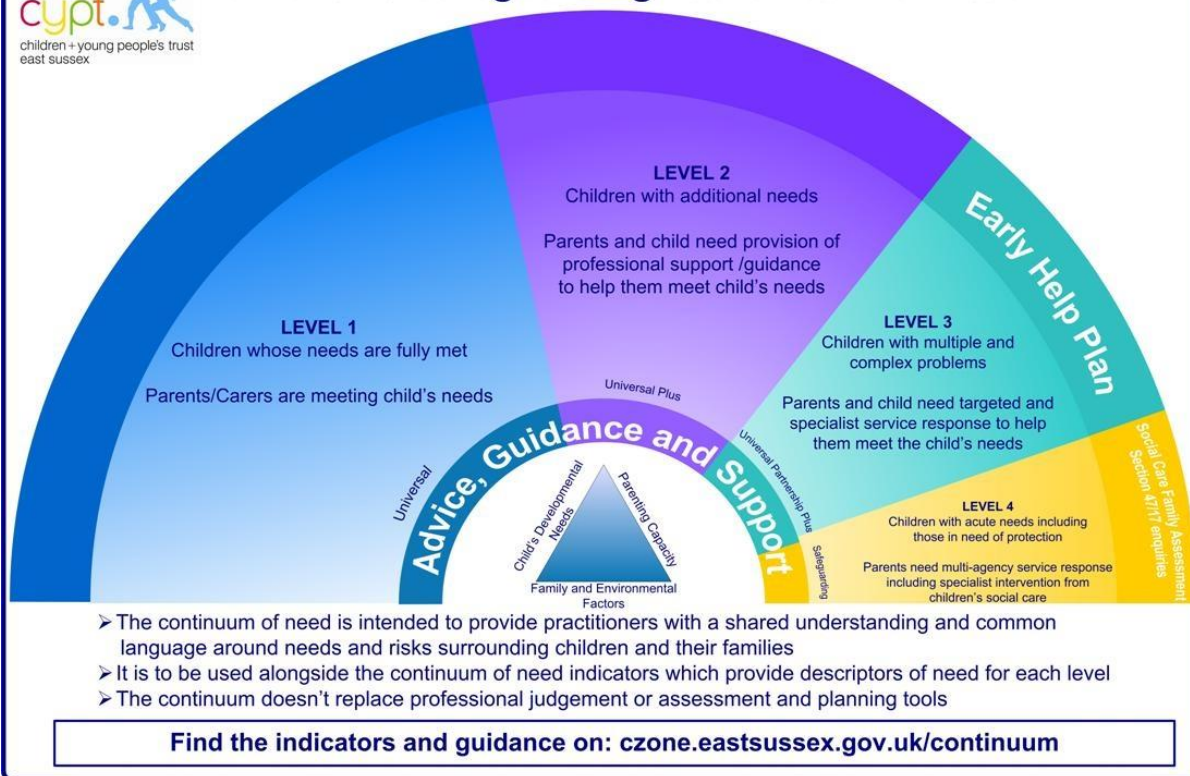 cypt.
children + young people's trust
east sussex
LEVEL 1
Children whose needs are fully met
Parents/Carers are meeting child's needs
LEVEL 2
Children with additional needs
Parents and child need provision of
professional support /guidance
to help them meet child's needs
LEVEL 3
Children with multiple and
complex problems
Parents and child need targeted and
specialist service response to help
them meet the child's needs
LEVEL 4
Children with acute needs including
those in need of protection
Parents need multi-agency service response
including specialist intervention from
children's social care
Early Help Plan
Social Care Family Assessment
Section 47/17 enquiries
Universal
Universal Plus
Universal Partnership Plus
Safeguarding
Advice, Guidance and Support
Child's Developmental
Needs
Parenting Capacity
Family and Environmental
Factors
➢ The continuum of need is intended to provide practitioners with a shared understanding and common
language around needs and risks surrounding children and their families
➢ It is to be used alongside the continuum of need indicators which provide descriptors of need for each level
➢ The continuum doesn't replace professional judgement or assessment and planning tools
Find the indicators and guidance on: czone.eastsussex.gov.uk/continuum